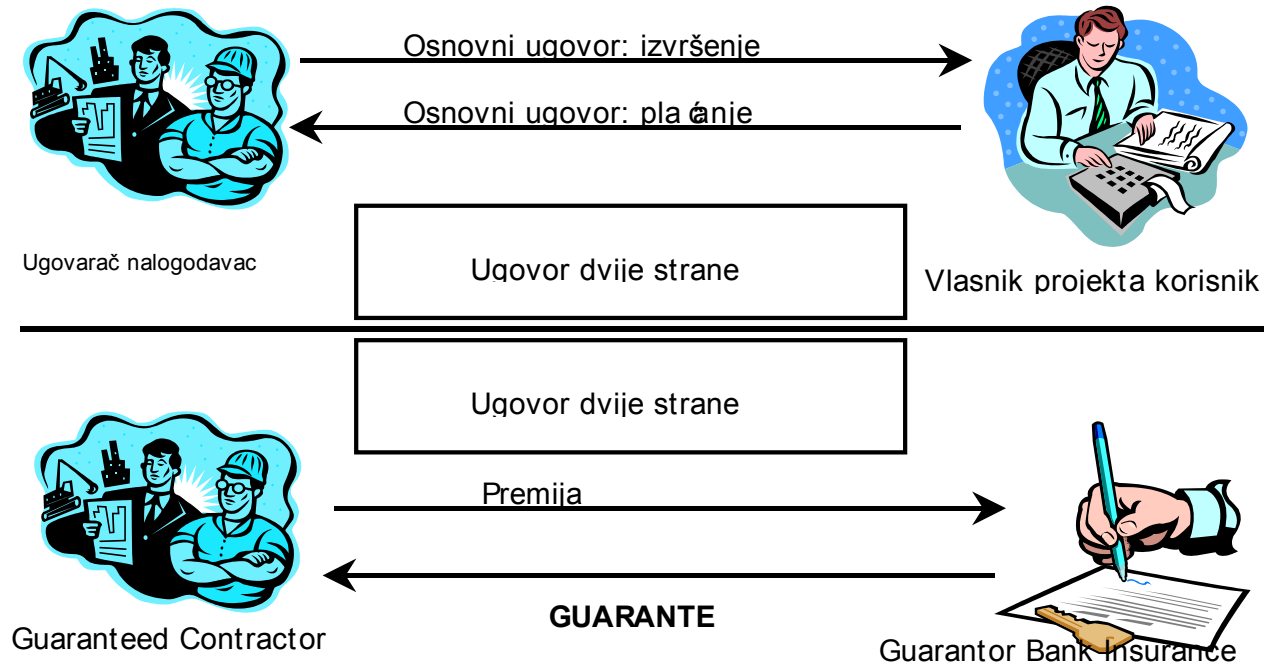 Osnovni ugovor: izvršenje
Osnovni ugovor: plaćanje
Ugovarač nalogodavac
Ugovor dvije strane
Vlasnik projekta korisnik
Ugovor dvije strane
Premija
GUARANTE
Guaranteed Contractor
Guarantor Bank Insurance